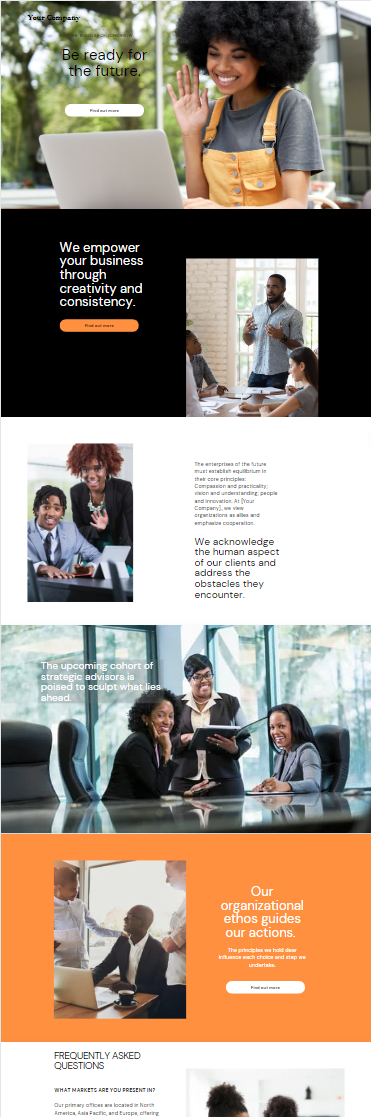 Your Company
Be ready for
the future.
Find out more
We empower
your business
through
creativity and
consistency.
Find out more
The enterprises of the future
must establish equilibrium in
their core principles:
Compassion and practicality;
vision and understanding, people
and innovation. At [Your
Company], we view
organizations as allies and
emphasize cooperation.
We acknowledge
the human aspect
of our clients and
address the
obstacles they
encounter.
The upcoming cohort of
strategic advisors is
poised to sculpt what lies
ahead.
Our
organizational
ethos guides
our actions.
The principles we hold dear
influence each choice and step we
undertake.
Find out more
FREQUENTLY ASKED
QUESTIONS
WHAT MARKETS ARE YOU PRESENT IN?
Our primary offices are located in North
America, Asia Pacific, and Europe, offering